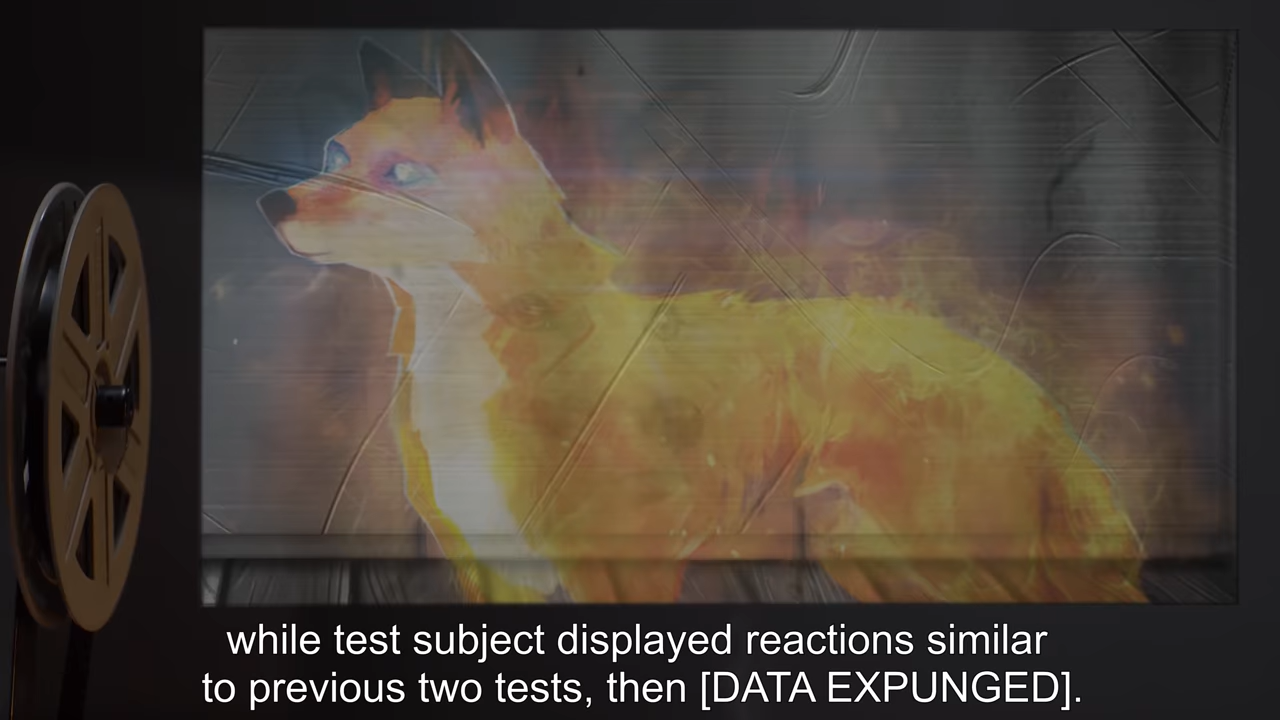 while test subject displayed reactions similar
to previous two tests, then [DATA EXPUNGED].